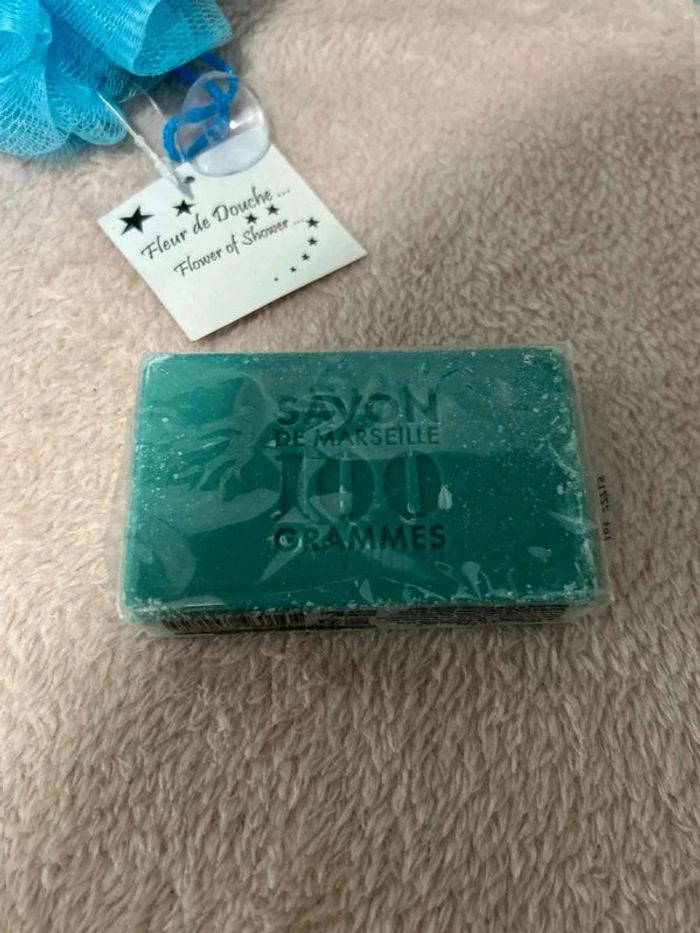 Fleur de Douche ...
Flower of Shower ...
SAVON
DE MARSEILLE
100
GRAMMES